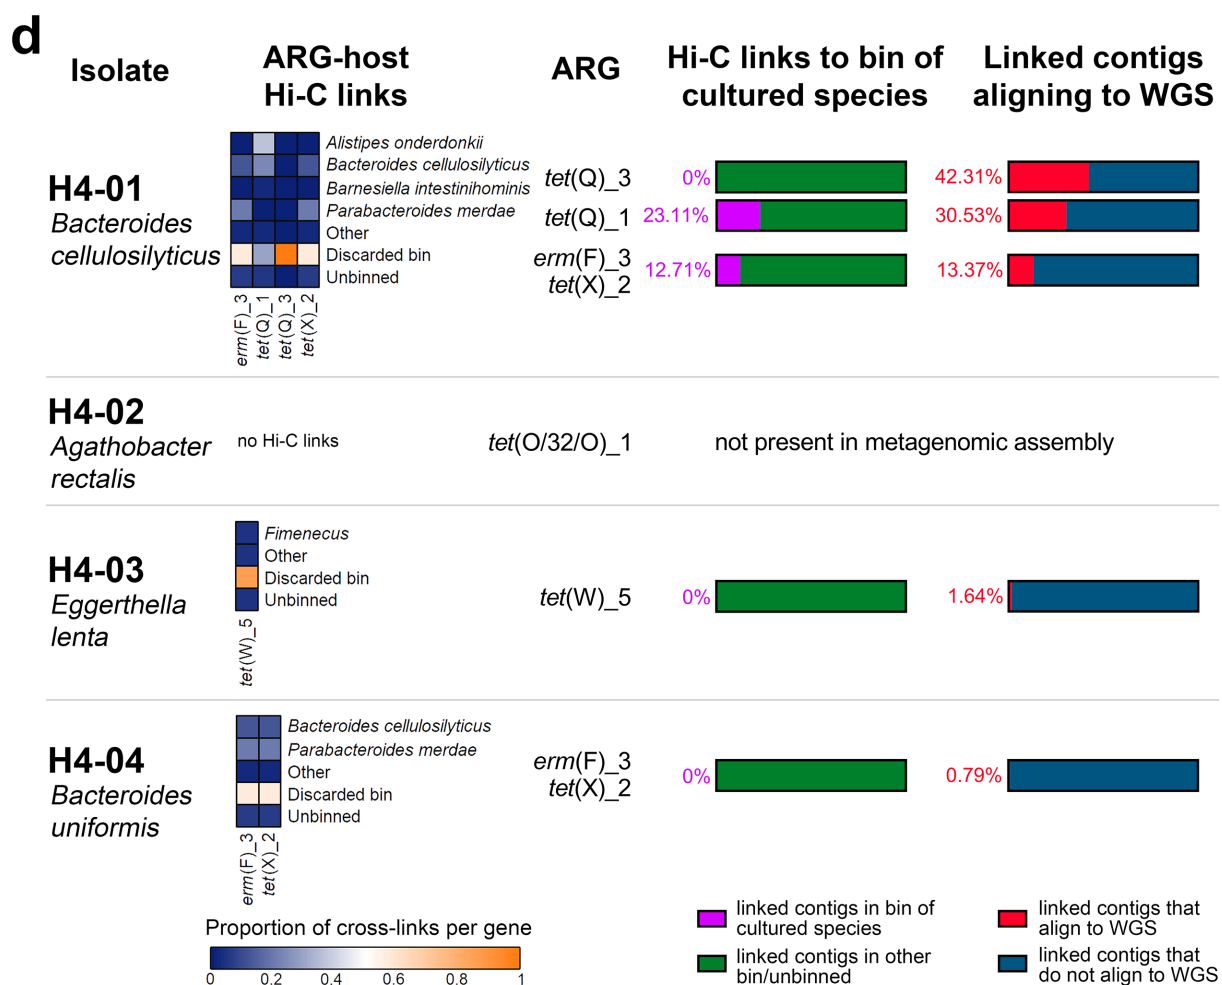 d
Isolate
ARG-host
Hi-C links
ARG
Hi-C links to bin of
cultured species
Linked contigs
aligning to WGS
H4-01
Bacteroides
cellulosilyticus
Alistipes onderdonkii
Bacteroides cellulosilyticus
Barnesiella intestinihominis
Parabacteroides merdae
Other
Discarded bin
Unbinned
erm(F)_3
tet(Q)_1
tet(Q)_3
tet(X)_2
tet(Q)_3
0%
42.31%
tet(Q)_1
23.11%
30.53%
erm(F)_3
tet(X)_2
12.71%
13.37%
H4-02
Agathobacter
rectalis
no Hi-C links
tet(O/32/O)_1
not present in metagenomic assembly
H4-03
Eggerthella
lenta
Fimenecus
Other
Discarded bin
Unbinned
tet(W)_5
tet(W)_5
0%
1.64%
H4-04
Bacteroides
uniformis
Bacteroides cellulosilyticus
Parabacteroides merdae
Other
Discarded bin
Unbinned
erm(F)_3
tet(X)_2
erm(F)_3
tet(X)_2
0%
0.79%
Proportion of cross-links per gene
0 0.2 0.4 0.6 0.8 1
linked contigs in bin of
cultured species
linked contigs in other
bin/unbinned
linked contigs that
align to WGS
linked contigs that
do not align to WGS